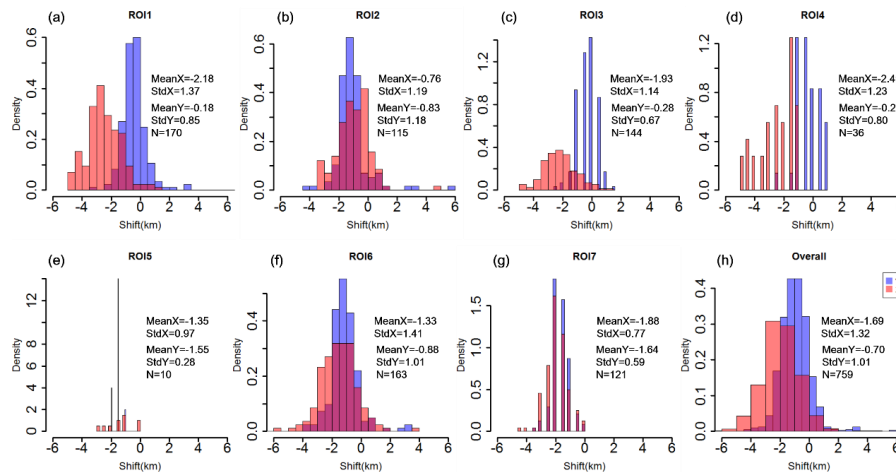 (a) ROI1
Density
0.0 0.2 0.4 0.6
MeanX=-2.18
StdX=1.37
MeanY=-0.18
StdY=0.85
N=170
-6 -4 -2 0 2 4 6
Shift(km)
(b) ROI2
Density
0.0 0.2 0.4 0.6
MeanX=-0.76
StdX=1.19
MeanY=-0.83
StdY=1.18
N=115
-6 -4 -2 0 2 4 6
Shift(km)
(c) ROI3
Density
0.0 0.4 0.8 1.2
MeanX=-1.93
StdX=1.14
MeanY=-0.28
StdY=0.67
N=144
-6 -4 -2 0 2 4 6
Shift(km)
(d) ROI4
Density
0.0 0.4 0.8 1.2
MeanX=-2.4
StdX=1.23
MeanY=-0.2
StdY=0.80
N=36
-6 -4 -2 0 2 4 6
Shift(km)
(e) ROI5
Density
0 2 4 8 12
MeanX=-1.35
StdX=0.97
MeanY=-1.55
StdY=0.28
N=10
-6 -4 -2 0 2 4 6
Shift(km)
(f) ROI6
Density
0.0 0.2 0.4
MeanX=-1.33
StdX=1.41
MeanY=-0.88
StdY=1.01
N=163
-6 -4 -2 0 2 4 6
Shift(km)
(g) ROI7
Density
0.0 0.5 1.0 1.5
MeanX=-1.88
StdX=0.77
MeanY=-1.64
StdY=0.59
N=121
-6 -4 -2 0 2 4 6
Shift(km)
(h) Overall
Density
0.0 0.1 0.2 0.3 0.4
MeanX=-1.69
StdX=1.32
MeanY=-0.70
StdY=1.01
N=759
-6 -4 -2 0 2 4 6
Shift(km)